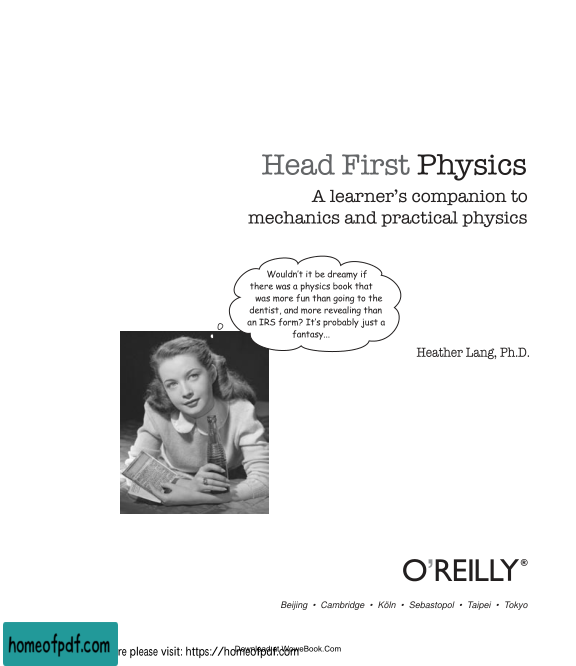 Head First Physics
A learner's companion to
mechanics and practical physics
Wouldn't it be dreamy if
there was a physics book that
was more fun than going to the
dentist, and more revealing than
an IRS form? It's probably just a
fantasy...
Heather Lang, Ph.D.
O'REILLY®
Beijing • Cambridge • Köln • Sebastopol • Taipei • Tokyo
homeofpdf.com
re please visit: https://homeofpdf.com
Download at WoweBook.Com